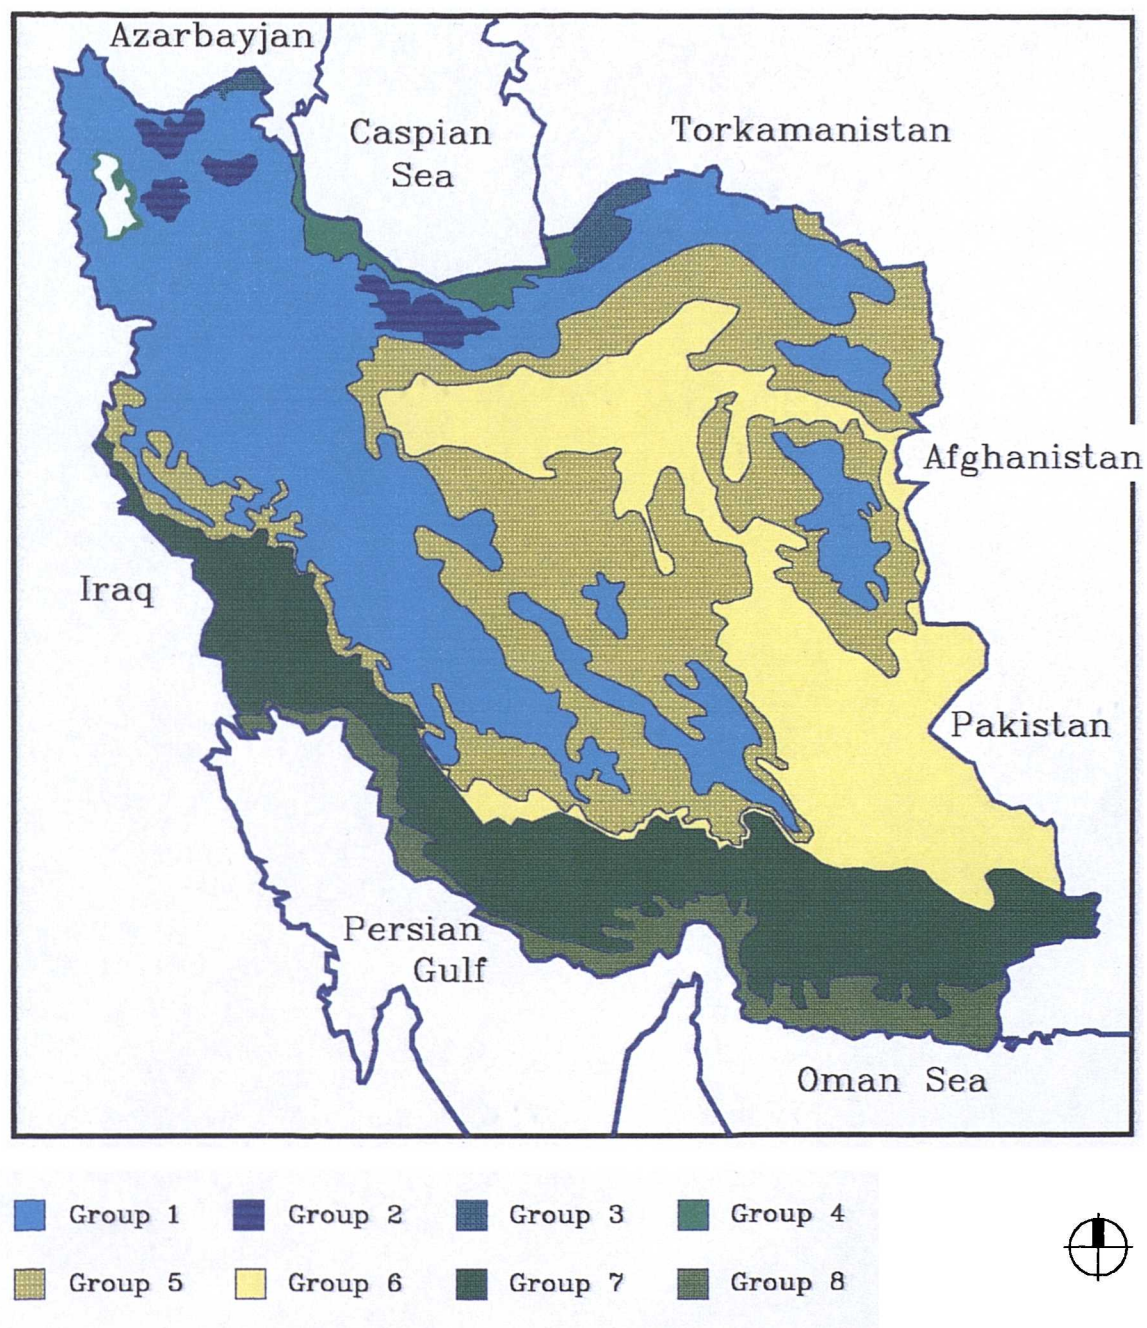 Azarbayjan
Caspian
Sea
Torkamanistan
Afghanistan
Iraq
Pakistan
Persian
Gulf
Oman Sea
Group 1
Group 2
Group 3
Group 4
Group 5
Group 6
Group 7
Group 8